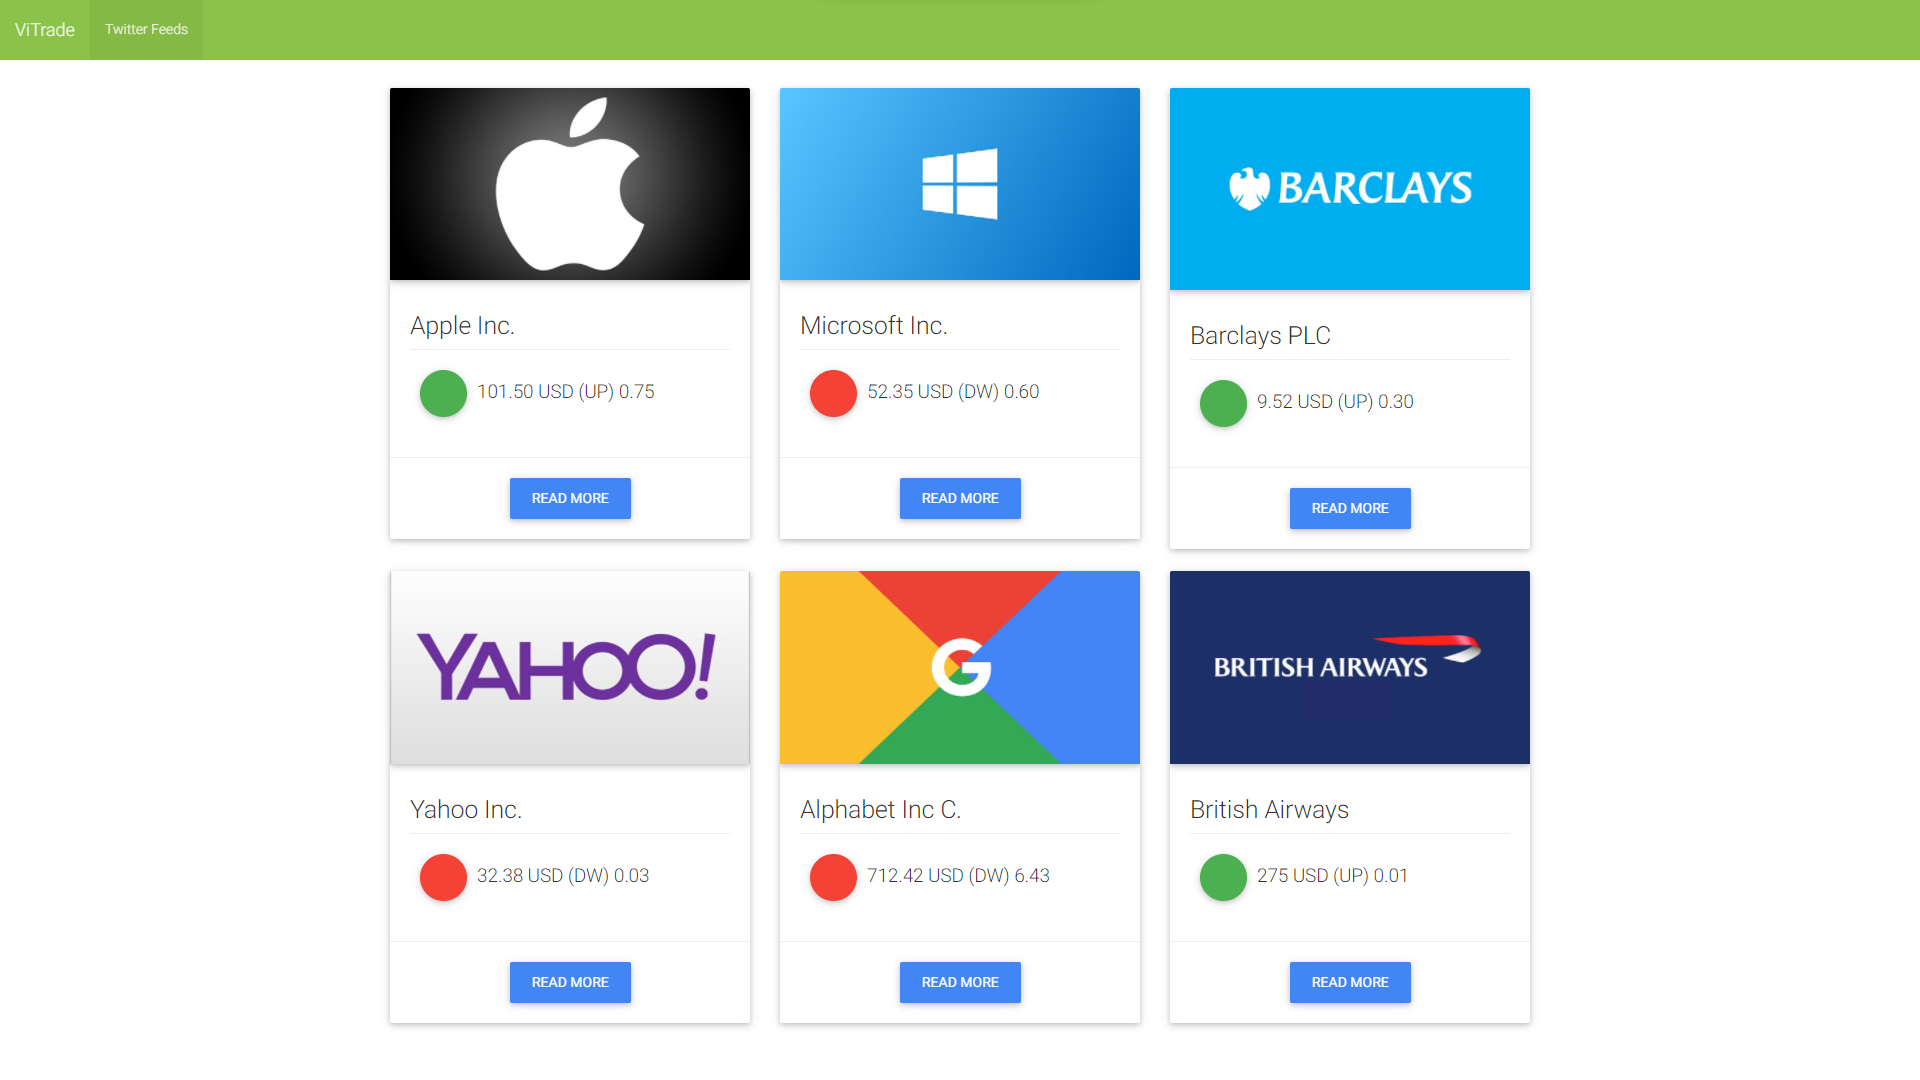 ViTrade
Twitter Feeds
BARCLAYS
Apple Inc.
101.50 USD (UP) 0.75
READ MORE
Microsoft Inc.
52.35 USD (DW) 0.60
READ MORE
Barclays PLC
9.52 USD (UP) 0.30
READ MORE
YAHOO!
G
BRITISH AIRWAYS
Yahoo Inc.
32.38 USD (DW) 0.03
READ MORE
Alphabet Inc C.
712.42 USD (DW) 6.43
READ MORE
British Airways
275 USD (UP) 0.01
READ MORE